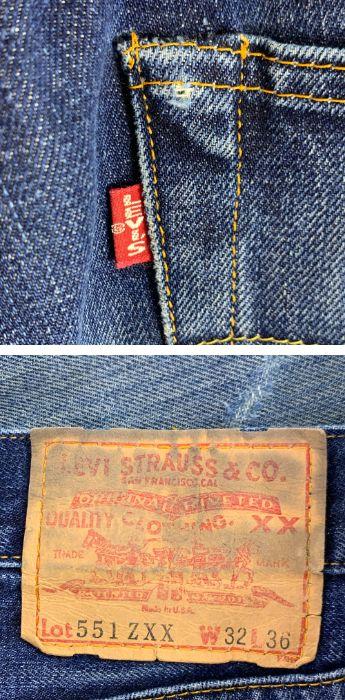 LEVI'S
®
LEVI STRAUSS & CO.
SAN FRANCISCO, CAL
ORIGINAL RIVETED
QUALITY CLOTHING. XX
TRADE MARK
PATENTED
Made in U.S.A.
Lot 551 ZXX W 32 L 36